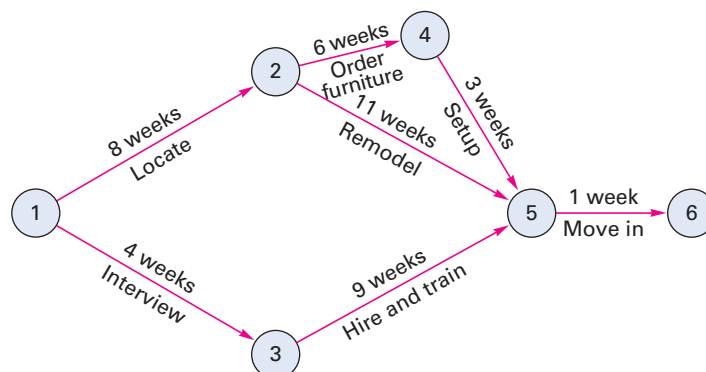 6 weeks
4
Order
furniture
2
8 weeks
Locate
11 weeks
Remodel
3 weeks
Setup
1
5
1 week
Move in
6
4 weeks
Interview
9 weeks
Hire and train
3